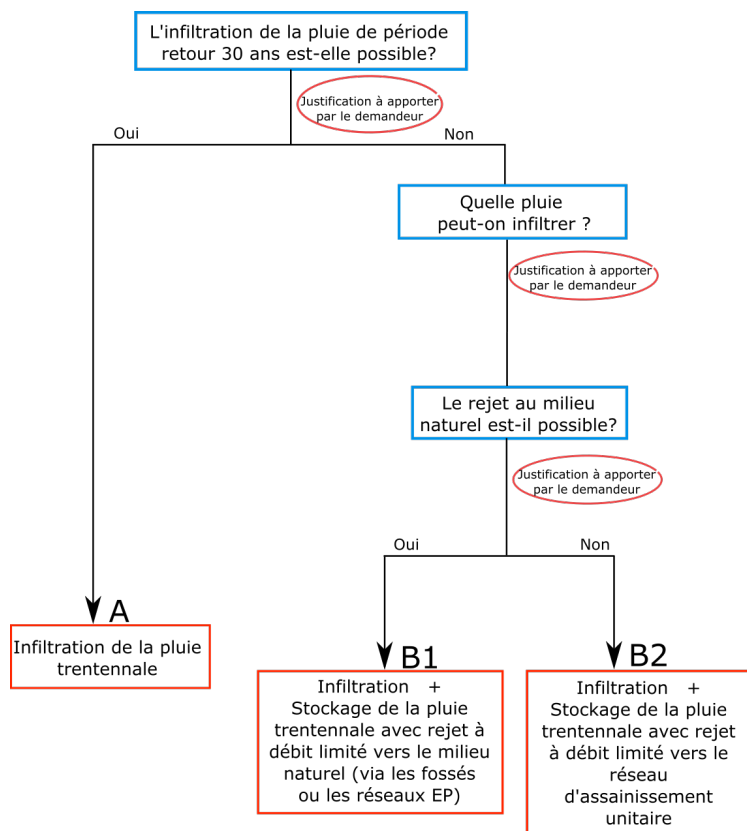 L'infiltration de la pluie de période
retour 30 ans est-elle possible?
Justification à apporter
par le demandeur
Oui
Non
Quelle pluie
peut-on infiltrer ?
Justification à apporter
par le demandeur
Le rejet au milieu
naturel est-il possible?
Justification à apporter
par le demandeur
Oui
Non
A
Infiltration de la pluie
trentennale
B1
Infiltration +
Stockage de la pluie
trentennale avec rejet à
débit limité vers le milieu
naturel (via les fossés
ou les réseaux EP)
B2
Infiltration +
Stockage de la pluie
trentennale avec rejet
à débit limité vers le
réseau
d'assainissement
unitaire